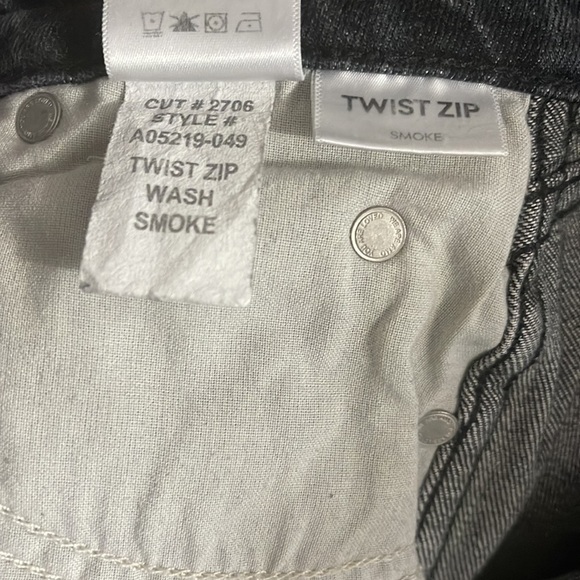 CUT # 2706
STYLE #
A05219-049
TWIST ZIP
WASH
SMOKE
TWIST ZIP
SMOKE